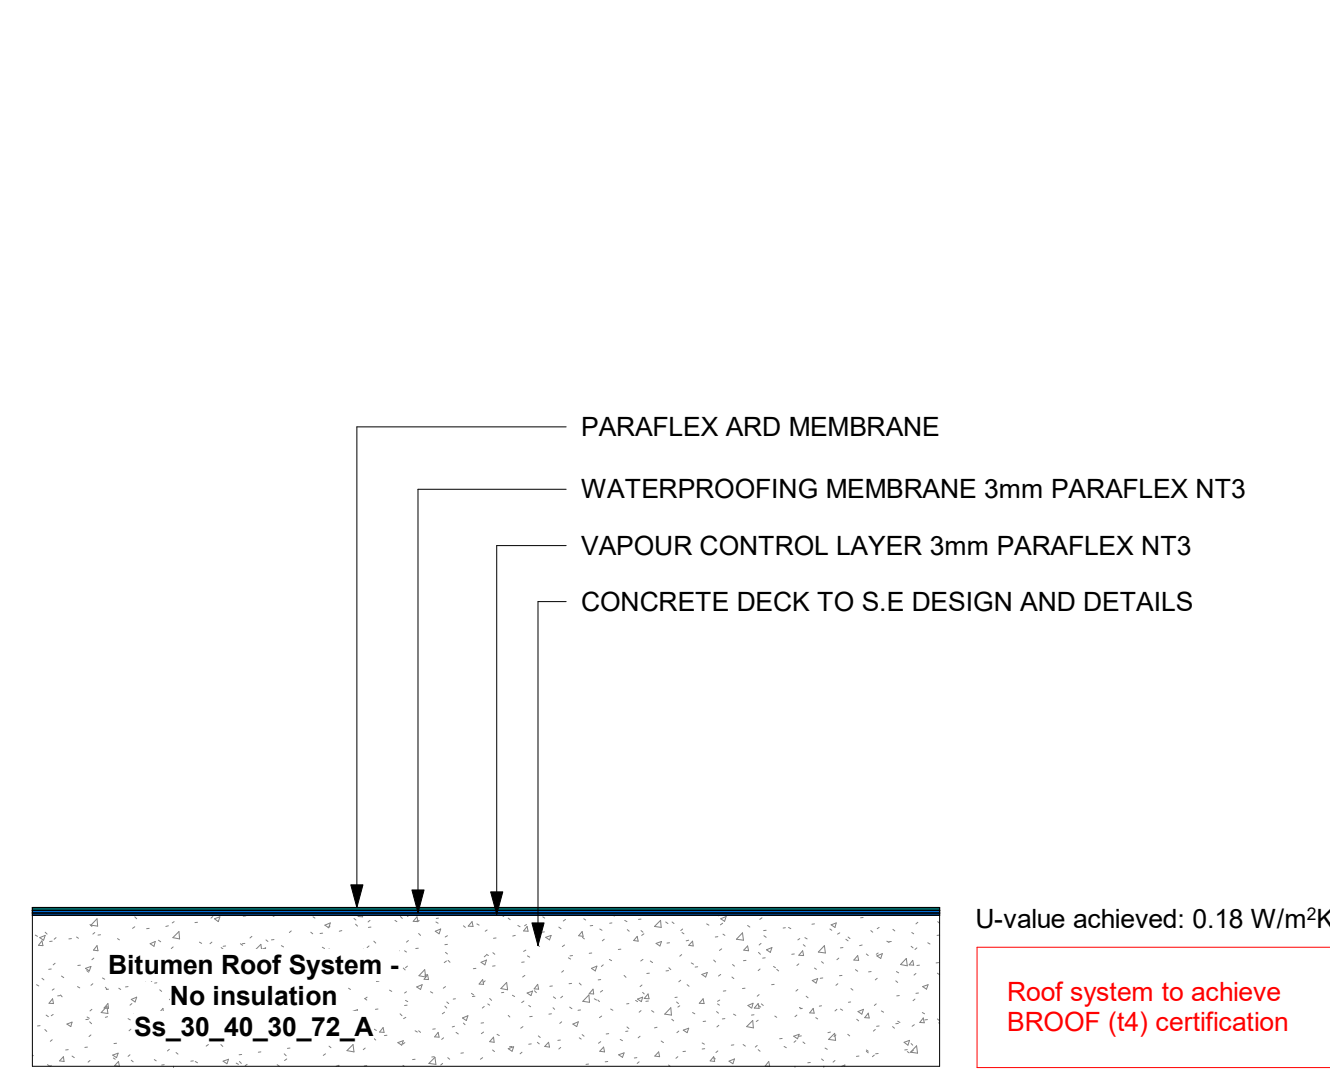 PARAFLEX ARD MEMBRANE
WATERPROOFING MEMBRANE 3mm PARAFLEX NT3
VAPOUR CONTROL LAYER 3mm PARAFLEX NT3
CONCRETE DECK TO S.E DESIGN AND DETAILS
U-value achieved: 0.18 W/m²K
Bitumen Roof System -
No insulation
Ss_30_40_30_72_A
Roof system to achieve
BROOF (t4) certification